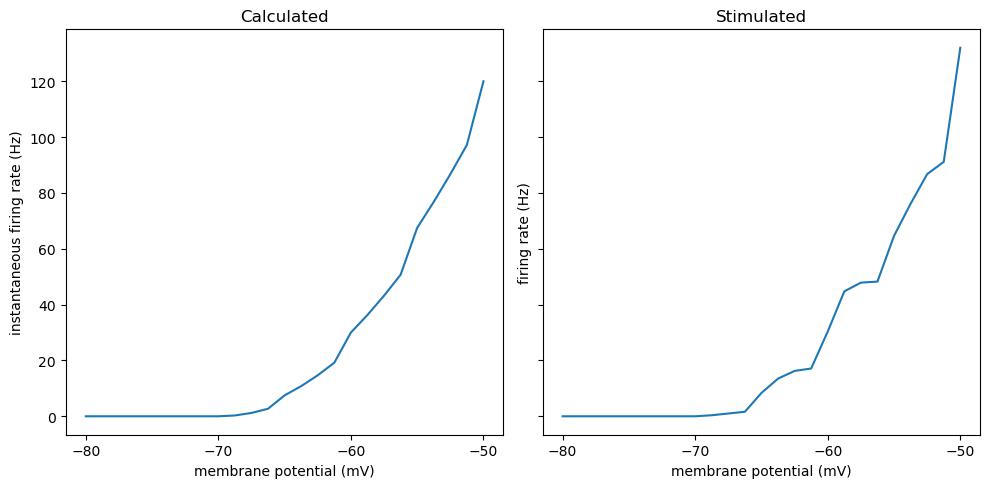 Calculated
Stimulated
instantaneous firing rate (Hz)
120
100
80
60
40
20
0
−80
−70
−60
−50
membrane potential (mV)
firing rate (Hz)
−80
−70
−60
−50
membrane potential (mV)